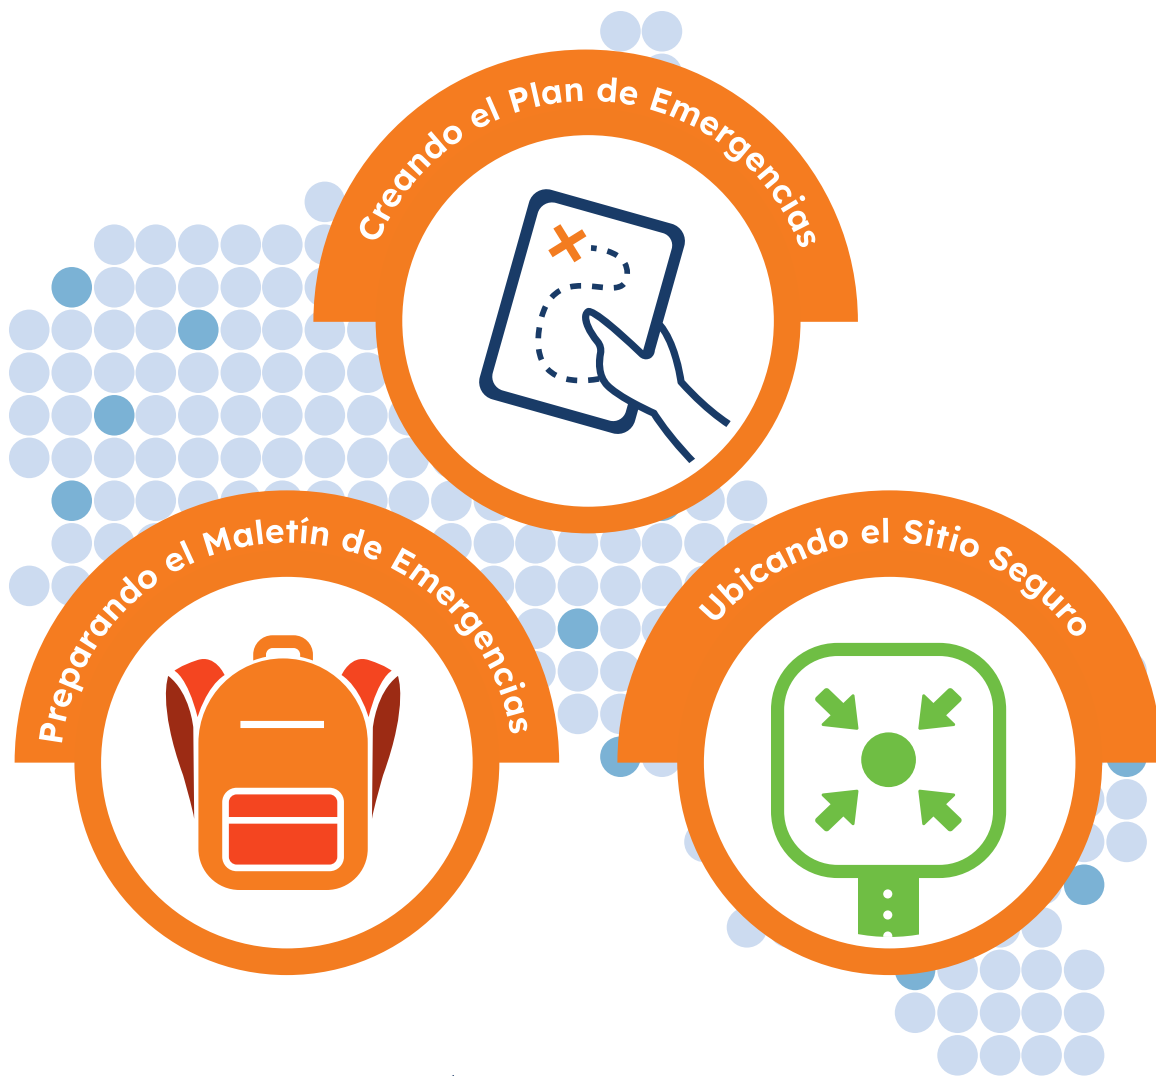 Creando el Plan de Emergencias
Preparando el Maletín de Emergencias
Ubicando el Sitio Seguro